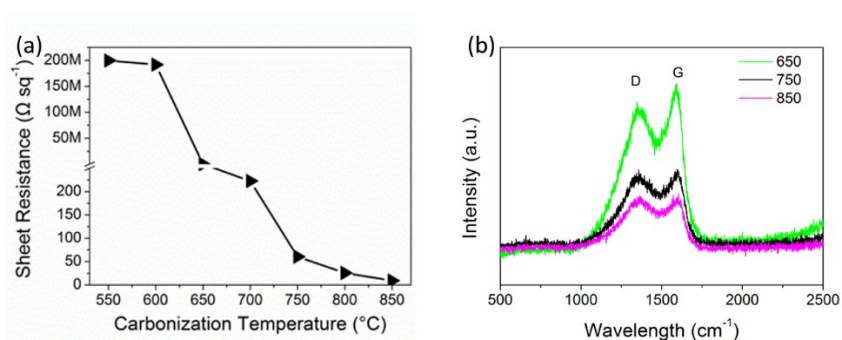 (a)
Sheet Resistance (Ω sq⁻¹)
200M
150M
100M
50M
200
150
100
50
0
550 600 650 700 750 800 850
Carbonization Temperature (°C)
(b)
Intensity (a.u.)
D G
650
750
850
500 1000 1500 2000 2500
Wavelength (cm⁻¹)